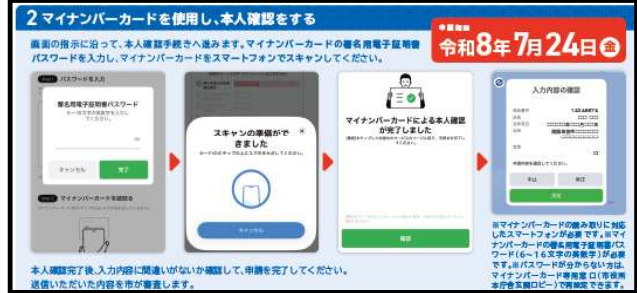 2 マイナンバーカードを使用し、本人確認をする
申請期限
令和8年7月24日㊎
画面の指示に沿って、本人確認手続きへ進みます。マイナンバーカードの署名用電子証明書
パスワードを入力し、マイナンバーカードをスマートフォンでスキャンしてください。
パスワードを入力
署名用電子証明書パスワード
キャンセル
完了
マイナンバーカードを読取る
スキャンの準備がで
きました
キャンセル
マイナンバーカードによる本人確認
が完了しました
確認
入力内容の確認
中止
修正
本人確認完了後、入力内容に間違いがないか確認して、申請を完了してください。
送信いただいた内容を市が審査します。
※マイナンバーカードの読み取りに対応
したスマートフォンが必要です。※マイ
ナンバーカードの署名用電子証明書パス
ワード(6~16文字の英数字)が必要
です。※パスワードが分からない方は、
マイナンバーカード専用窓口(市役所
本庁舎玄関ロビー)で再設定できます。